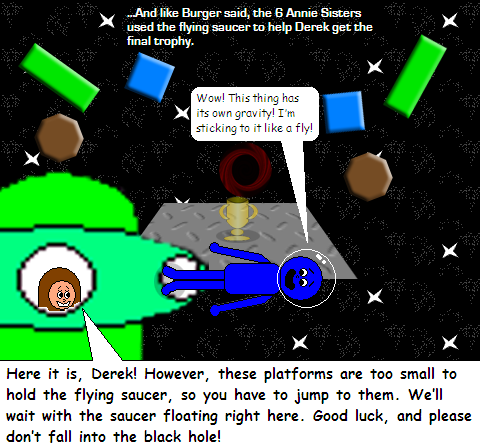 ...And like Burger said, the 6 Annie Sisters
used the flying saucer to help Derek get the
final trophy.
Wow! This thing has
its own gravity! I'm
sticking to it like a fly!
Here it is, Derek! However, these platforms are too small to
hold the flying saucer, so you have to jump to them. We'll
wait with the saucer floating right here. Good luck, and please
don't fall into the black hole!